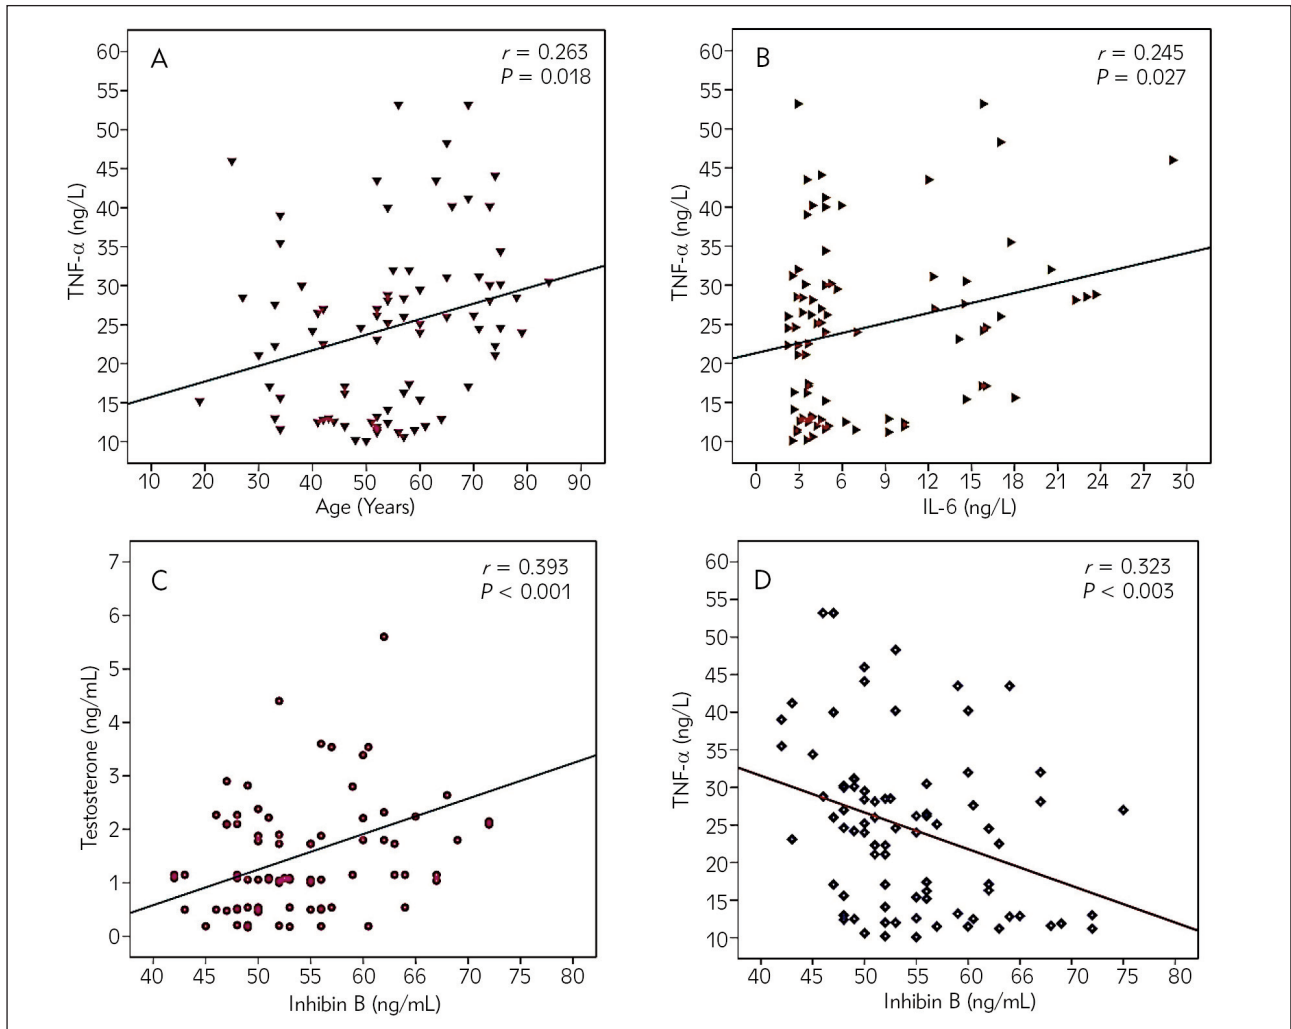 A
r = 0.263
P = 0.018
TNF-α (ng/L)
60
55
50
45
40
35
30
25
20
15
10
10 20 30 40 50 60 70 80 90
Age (Years)
B
r = 0.245
P = 0.027
TNF-α (ng/L)
60
55
50
45
40
35
30
25
20
15
10
0 3 6 9 12 15 18 21 24 27 30
IL-6 (ng/L)
C
r = 0.393
P < 0.001
Testosterone (ng/mL)
7
6
5
4
3
2
1
0
40 45 50 55 60 65 70 75 80
Inhibin B (ng/mL)
D
r = 0.323
P < 0.003
TNF-α (ng/L)
60
55
50
45
40
35
30
25
20
15
10
40 45 50 55 60 66 70 75 80
Inhibin B (ng/mL)